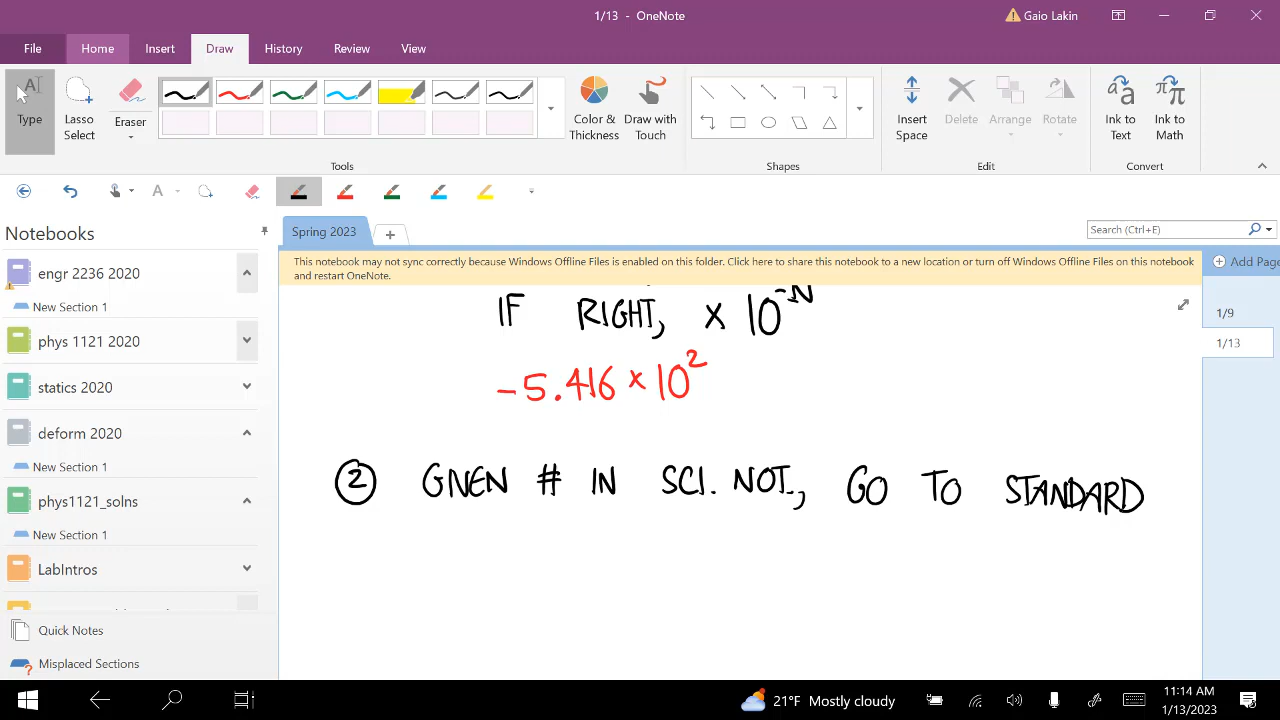 1/13 - OneNote
Gaio Lakin
File Home Insert Draw History Review View
Type
Lasso Select
Eraser
Color & Thickness
Draw with Touch
Insert Space
Delete
Arrange
Rotate
Ink to Text
Ink to Math
Tools
Shapes
Edit
Convert
Notebooks
Spring 2023
Search (Ctrl+E)
This notebook may not sync correctly because Windows Offline Files is enabled on this folder. Click here to share this notebook to a new location or turn off Windows Offline Files on this notebook
and restart OneNote.
Add Page
engr 2236 2020
New Section 1
phys 1121 2020
statics 2020
deform 2020
New Section 1
phys1121_solns
New Section 1
LabIntros
Quick Notes
Misplaced Sections
IF RIGHT, × 10^-N
-5.416 × 10^2
② GIVEN # IN SCI. NOT., GO TO STANDARD
1/9
1/13
21°F Mostly cloudy
11:14 AM
1/13/2023